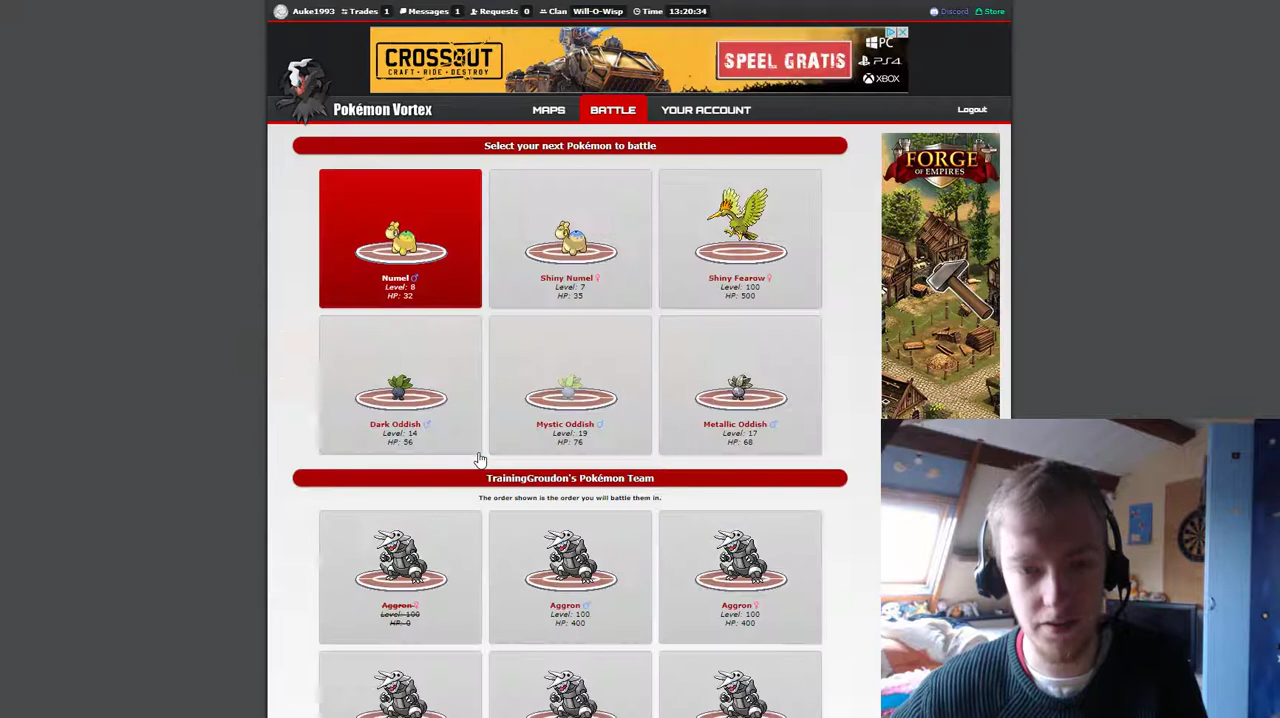 Auke1993 Trades 1 Messages 1 Requests 0 Clan Will-O-Wisp Time 13:20:34 Discord Store
CROSSOUT
CRAFT • RIDE • DESTROY
SPEEL GRATIS
PC
PS4
XBOX
Pokémon Vortex
MAPS BATTLE YOUR ACCOUNT Logout
Select your next Pokémon to battle
Numel♂ Shiny Numel♀ Shiny Fearow♀
Level: 8 Level: 7 Level: 100
HP: 32 HP: 35 HP: 500
Dark Oddish♂ Mystic Oddish♂ Metallic Oddish♂
Level: 14 Level: 19 Level: 17
HP: 56 HP: 76 HP: 68
FORGE
OF EMPIRES
TrainingGroudon's Pokémon Team
The order shown is the order you will battle them in.
Aggron♀ Aggron♂ Aggron♀
Level: 100 Level: 100 Level: 100
HP: 0 HP: 400 HP: 400